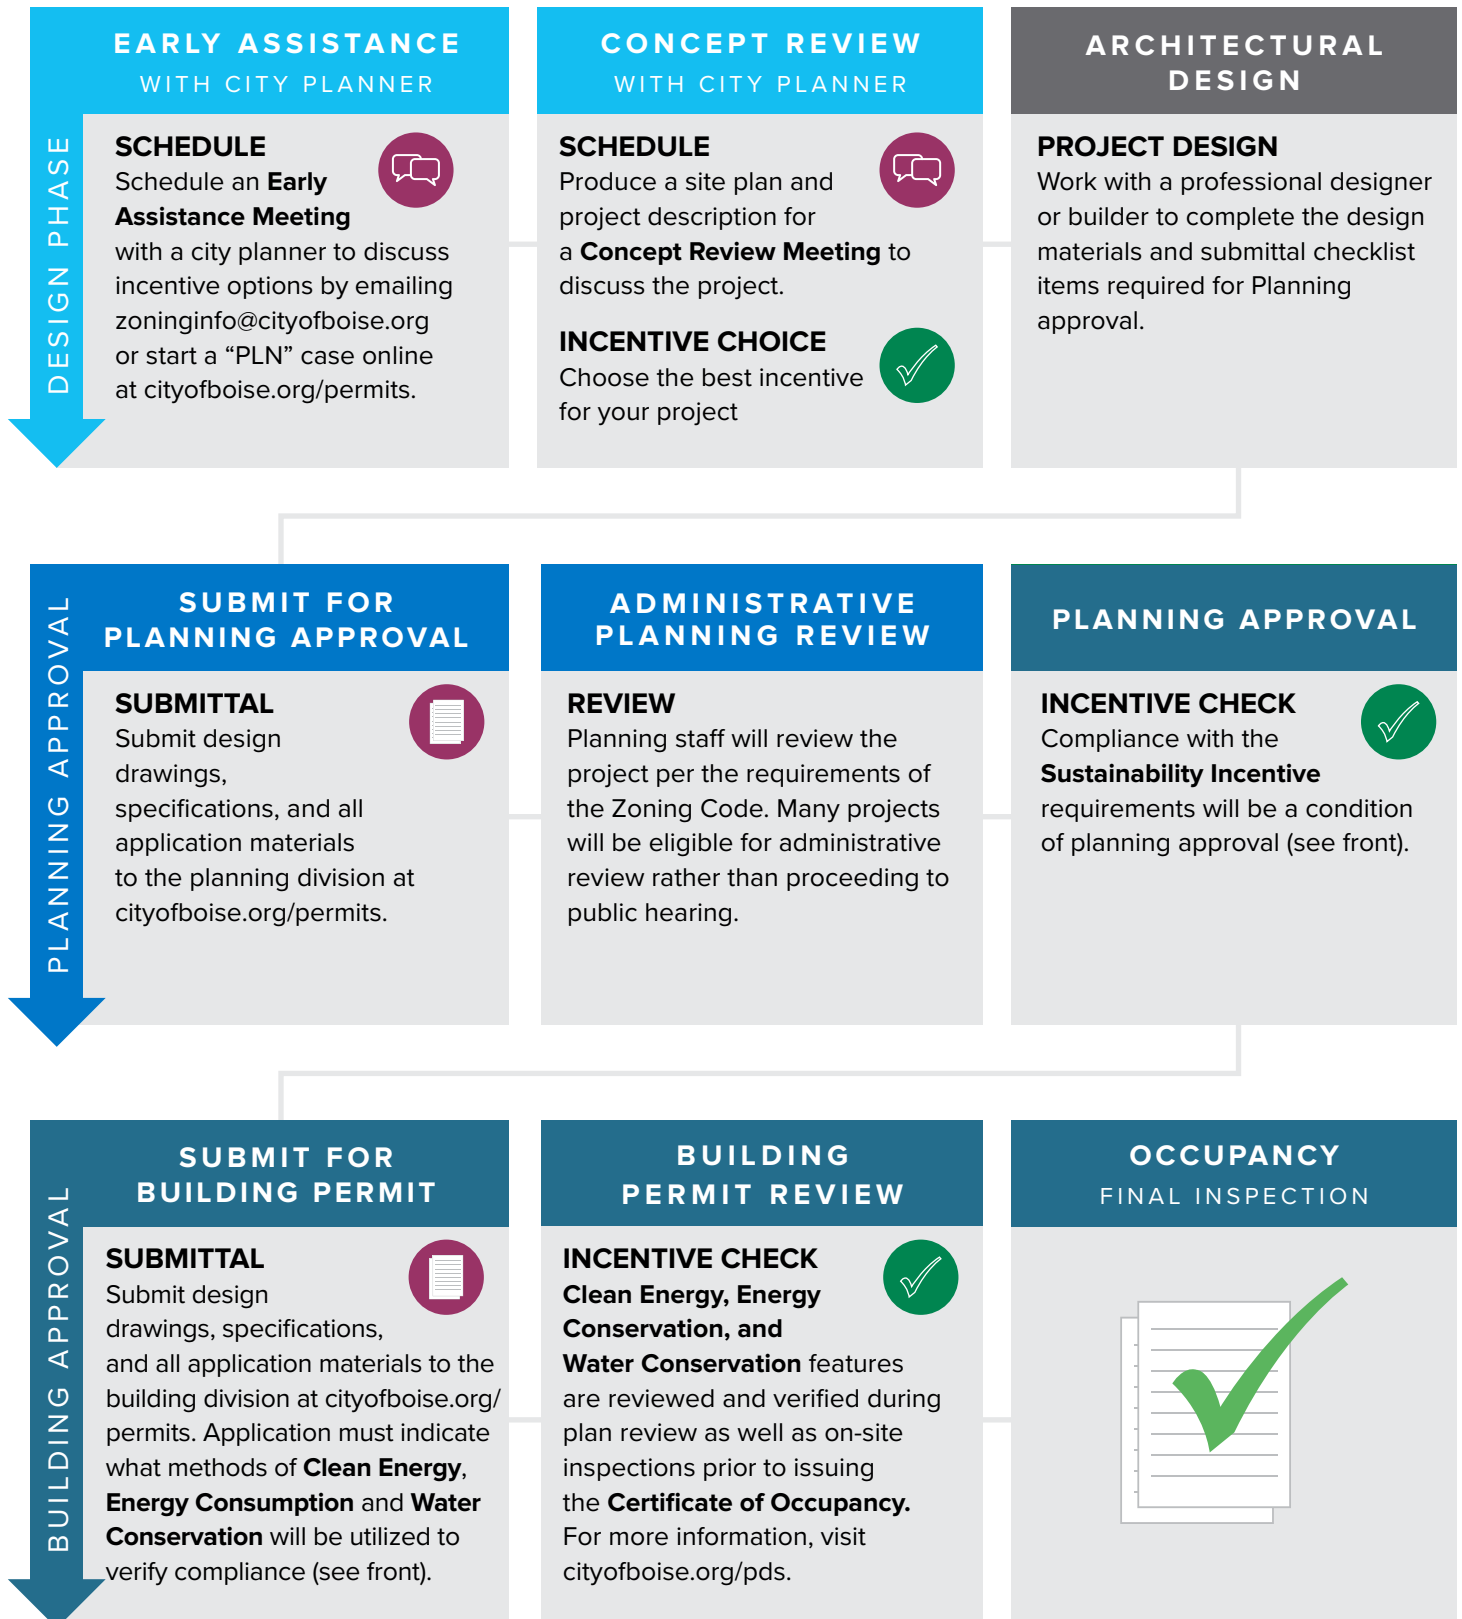 DESIGN PHASE
EARLY ASSISTANCE
WITH CITY PLANNER
SCHEDULE
Schedule an Early
Assistance Meeting
with a city planner to discuss
incentive options by emailing
zoninginfo@cityofboise.org
or start a “PLN” case online
at cityofboise.org/permits.
CONCEPT REVIEW
WITH CITY PLANNER
SCHEDULE
Produce a site plan and
project description for
a Concept Review Meeting to
discuss the project.
INCENTIVE CHOICE
Choose the best incentive
for your project
ARCHITECTURAL
DESIGN
PROJECT DESIGN
Work with a professional designer
or builder to complete the design
materials and submittal checklist
items required for Planning
approval.
PLANNING APPROVAL
SUBMIT FOR
PLANNING APPROVAL
SUBMITTAL
Submit design
drawings,
specifications, and all
application materials
to the planning division at
cityofboise.org/permits.
ADMINISTRATIVE
PLANNING REVIEW
REVIEW
Planning staff will review the
project per the requirements of
the Zoning Code. Many projects
will be eligible for administrative
review rather than proceeding to
public hearing.
PLANNING APPROVAL
INCENTIVE CHECK
Compliance with the
Sustainability Incentive
requirements will be a condition
of planning approval (see front).
BUILDING APPROVAL
SUBMIT FOR
BUILDING PERMIT
SUBMITTAL
Submit design
drawings, specifications,
and all application materials to the
building division at cityofboise.org/
permits. Application must indicate
what methods of Clean Energy,
Energy Consumption and Water
Conservation will be utilized to
verify compliance (see front).
BUILDING
PERMIT REVIEW
INCENTIVE CHECK
Clean Energy, Energy
Conservation, and
Water Conservation features
are reviewed and verified during
plan review as well as on-site
inspections prior to issuing
the Certificate of Occupancy.
For more information, visit
cityofboise.org/pds.
OCCUPANCY
FINAL INSPECTION